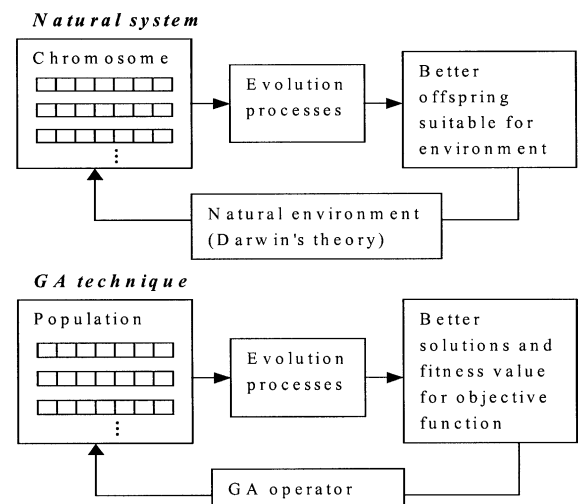 Natural system
Chromosome
Evolution
processes
Better
offspring
suitable for
environment
Natural environment
(Darwin's theory)
GA technique
Population
Evolution
processes
Better
solutions and
fitness value
for objective
function
GA operator